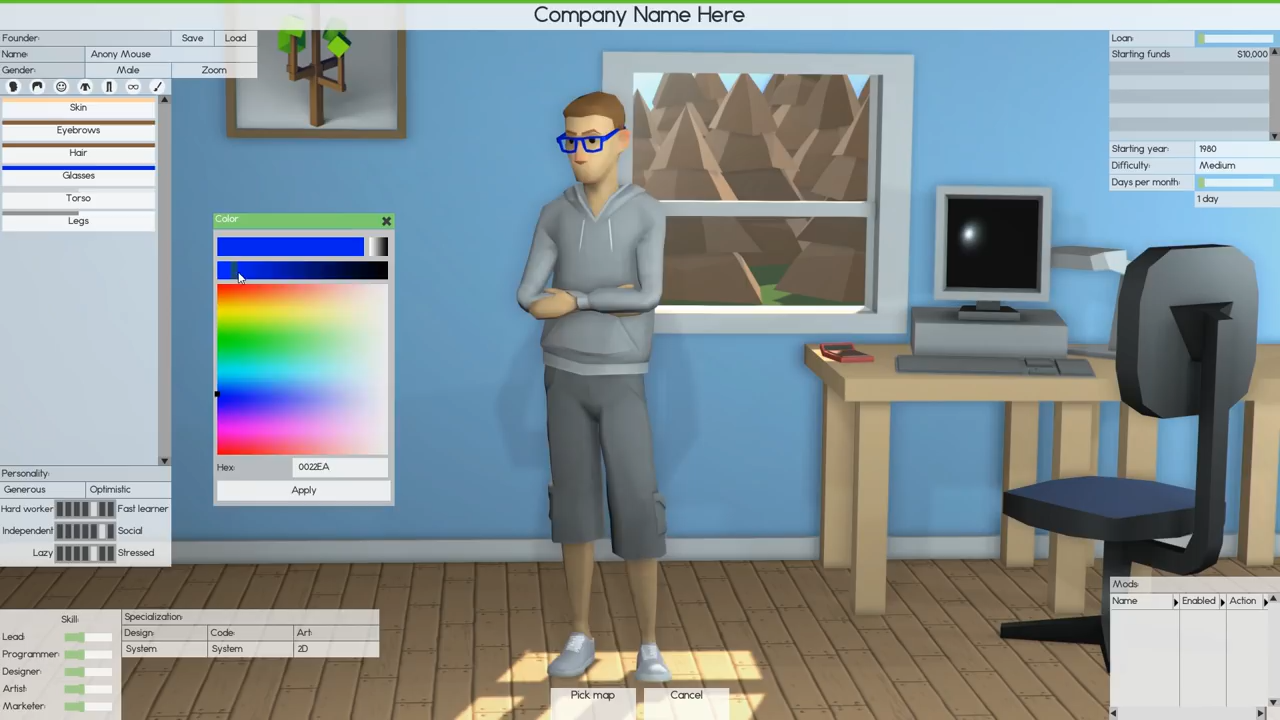 Company Name Here
Founder:
Save
Load
Name:
Anony Mouse
Gender:
Male
Zoom
Skin
Eyebrows
Hair
Glasses
Torso
Legs
Color
Hex:
0022EA
Apply
Personality:
Generous
Optimistic
Hard worker
Fast learner
Independent
Social
Lazy
Stressed
Skill:
Lead:
Programmer:
Designer:
Artist:
Marketer:
Specialization:
Design:
Code:
Art:
System
System
2D
Pick map
Cancel
Loan:
Starting funds
$10,000
Starting year:
1980
Difficulty:
Medium
Days per month:
1 day
Mods:
Name
Enabled
Action